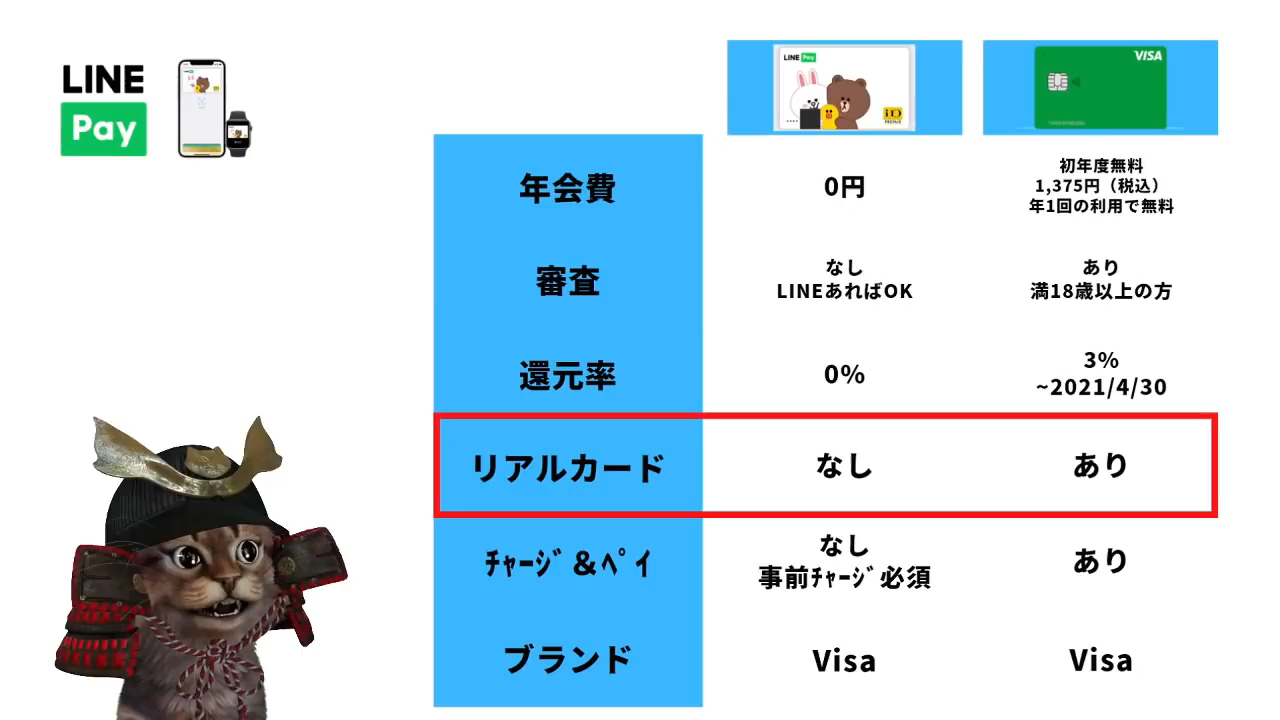 LINE
Pay
LINE Pay
iD
VISA
年会費
0円
初年度無料
1,375円（税込）
年1回の利用で無料
審査
なし
LINEあればOK
あり
満18歳以上の方
還元率
0%
3%
~2021/4/30
リアルカード
なし
あり
ﾁｬｰｼﾞ&ﾍﾟｲ
なし
事前ﾁｬｰｼﾞ必須
あり
ブランド
Visa
Visa